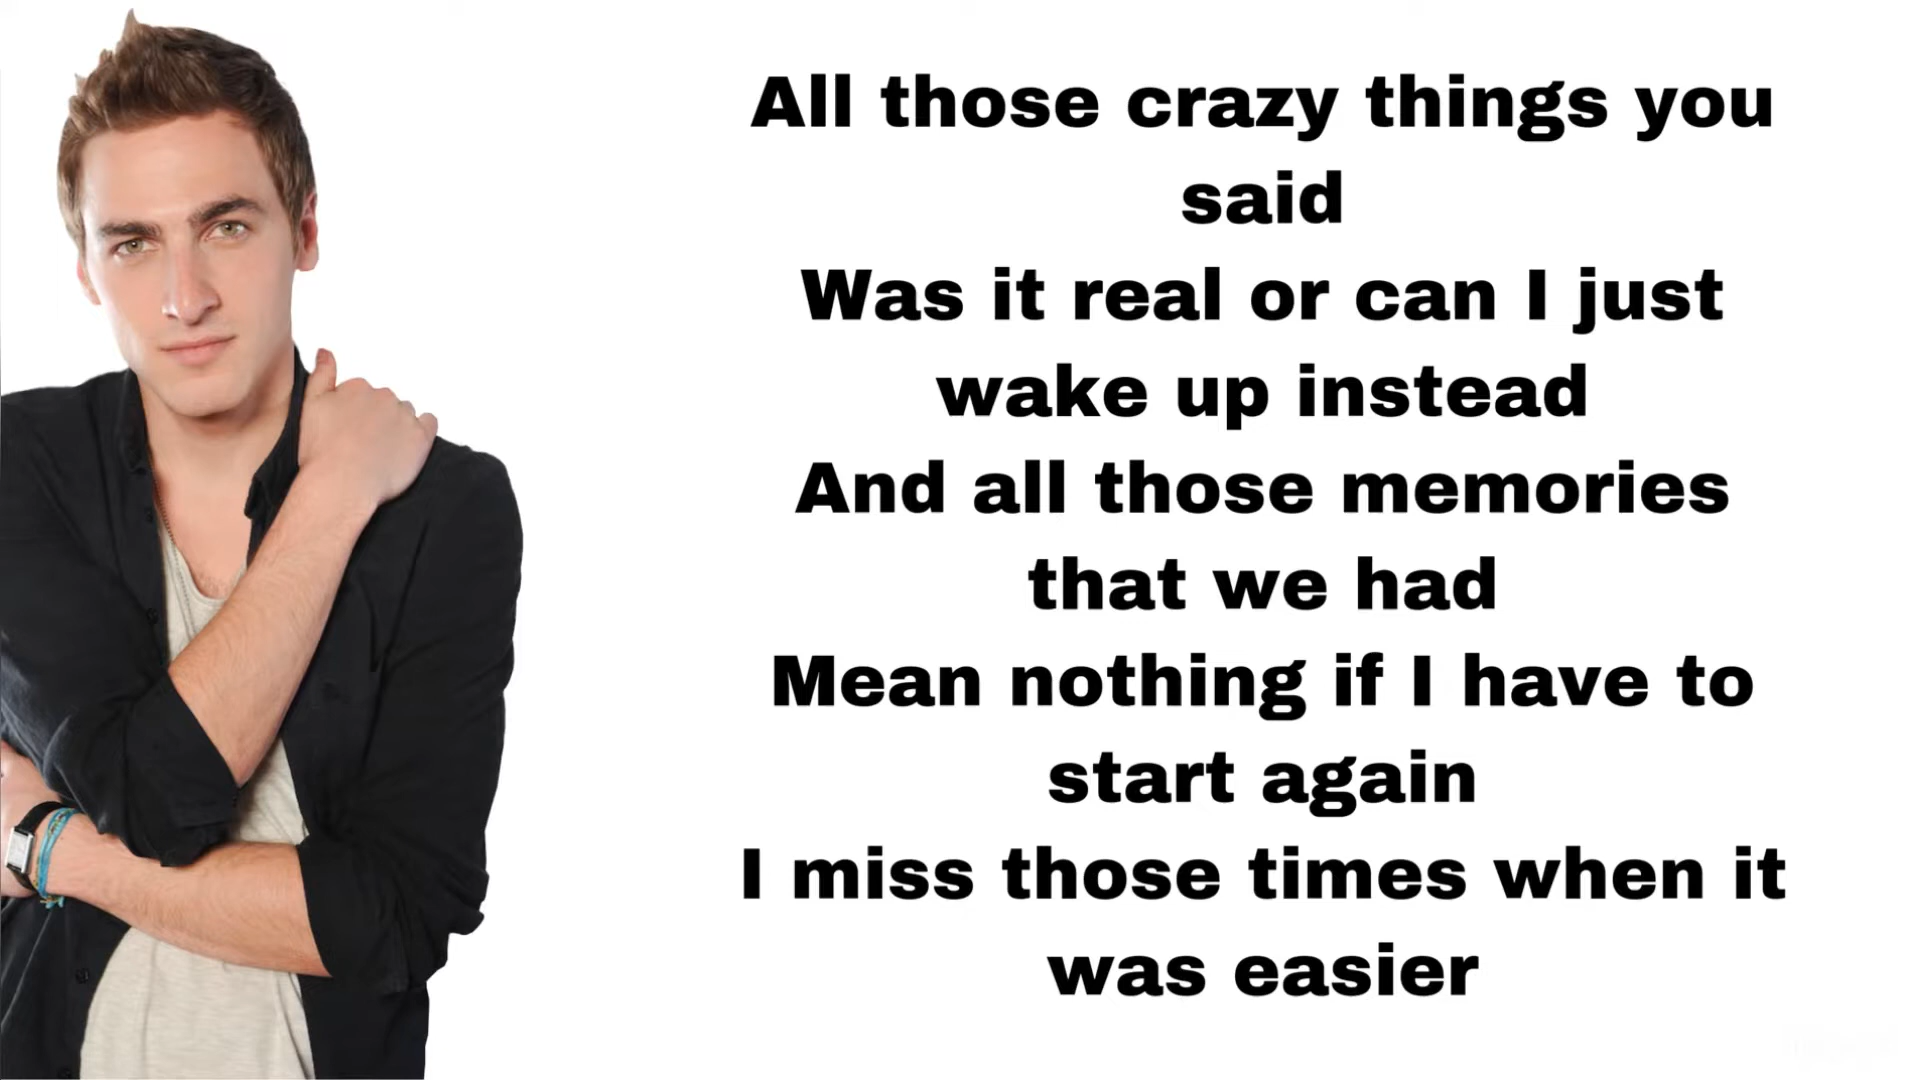 All those crazy things you
said
Was it real or can I just
wake up instead
And all those memories
that we had
Mean nothing if I have to
start again
I miss those times when it
was easier